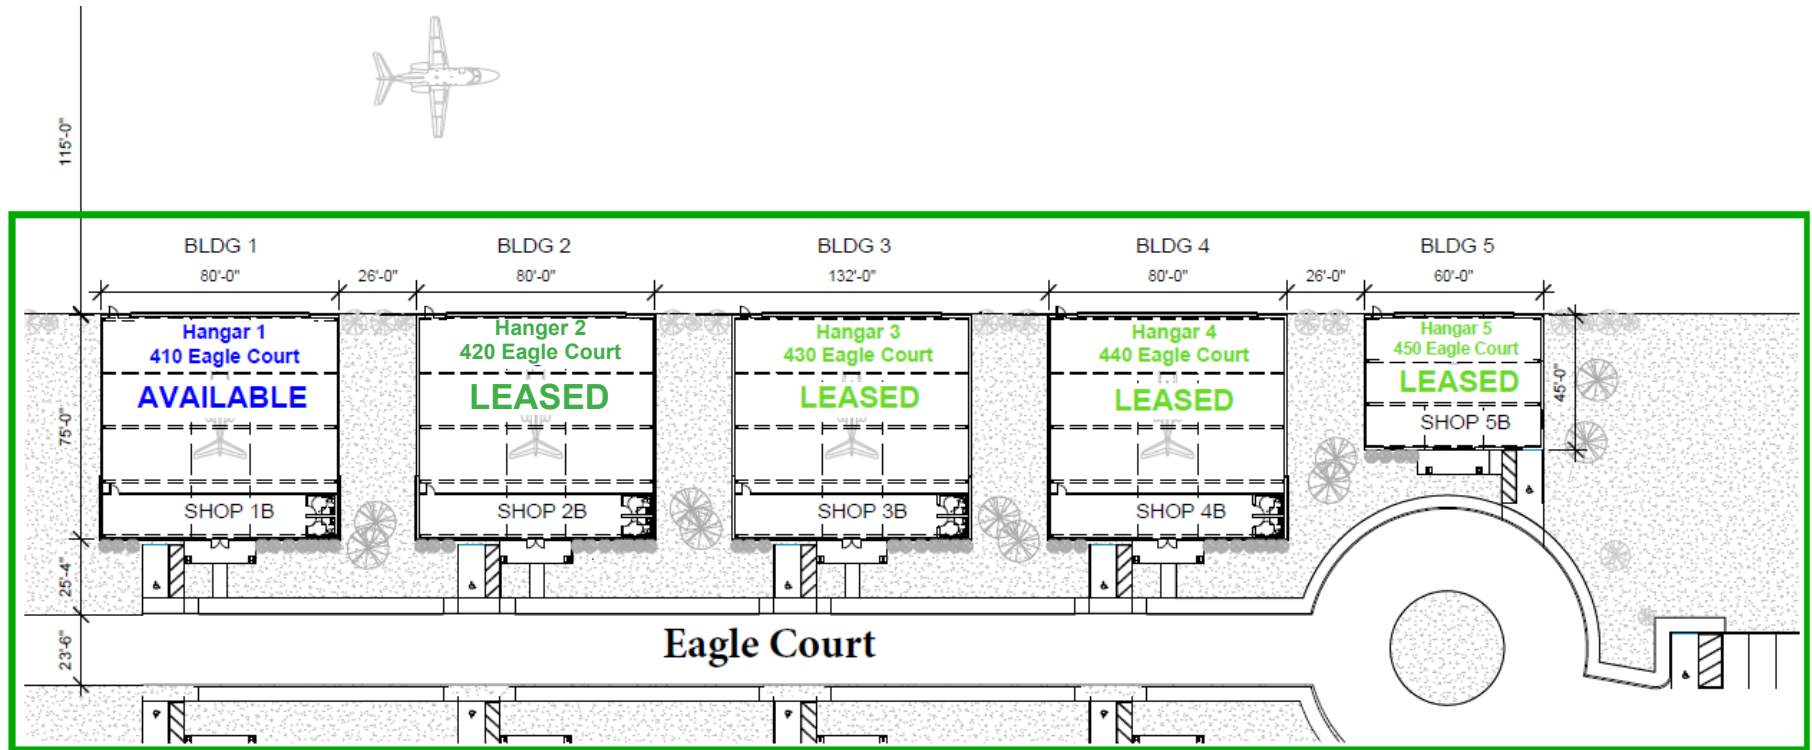 115'-0"
BLDG 1
BLDG 2
BLDG 3
BLDG 4
BLDG 5
80'-0"
26'-0"
80'-0"
132'-0"
80'-0"
26'-0"
60'-0"
Hangar 1
410 Eagle Court
AVAILABLE
SHOP 1B
Hanger 2
420 Eagle Court
LEASED
SHOP 2B
Hangar 3
430 Eagle Court
LEASED
SHOP 3B
Hangar 4
440 Eagle Court
LEASED
SHOP 4B
Hangar 5
450 Eagle Court
LEASED
SHOP 5B
45'-0"
75'-0"
25'-4"
23'-6"
Eagle Court